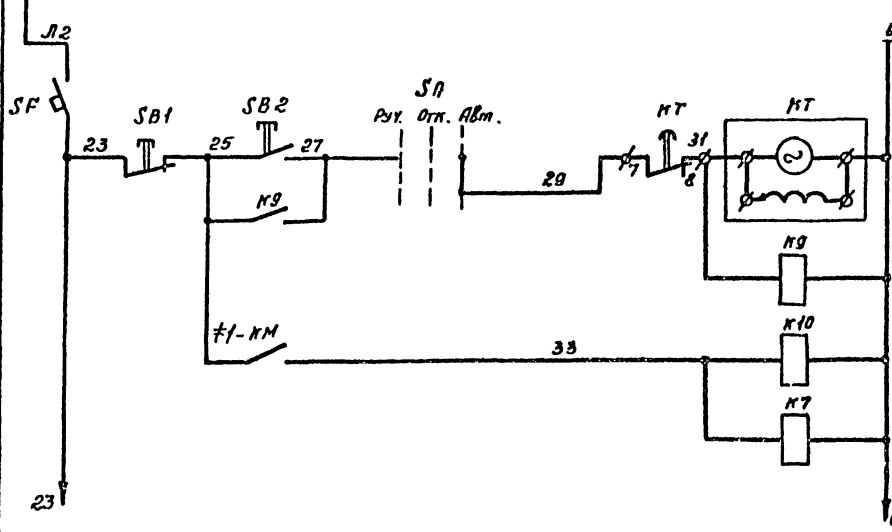 Л2
SF
SB1
SB2
SA
Руч. Отк. Авт.
КТ
КТ
23
25
27
29
7
8
31
К9
К9
≠1-КМ
33
К10
К7
23